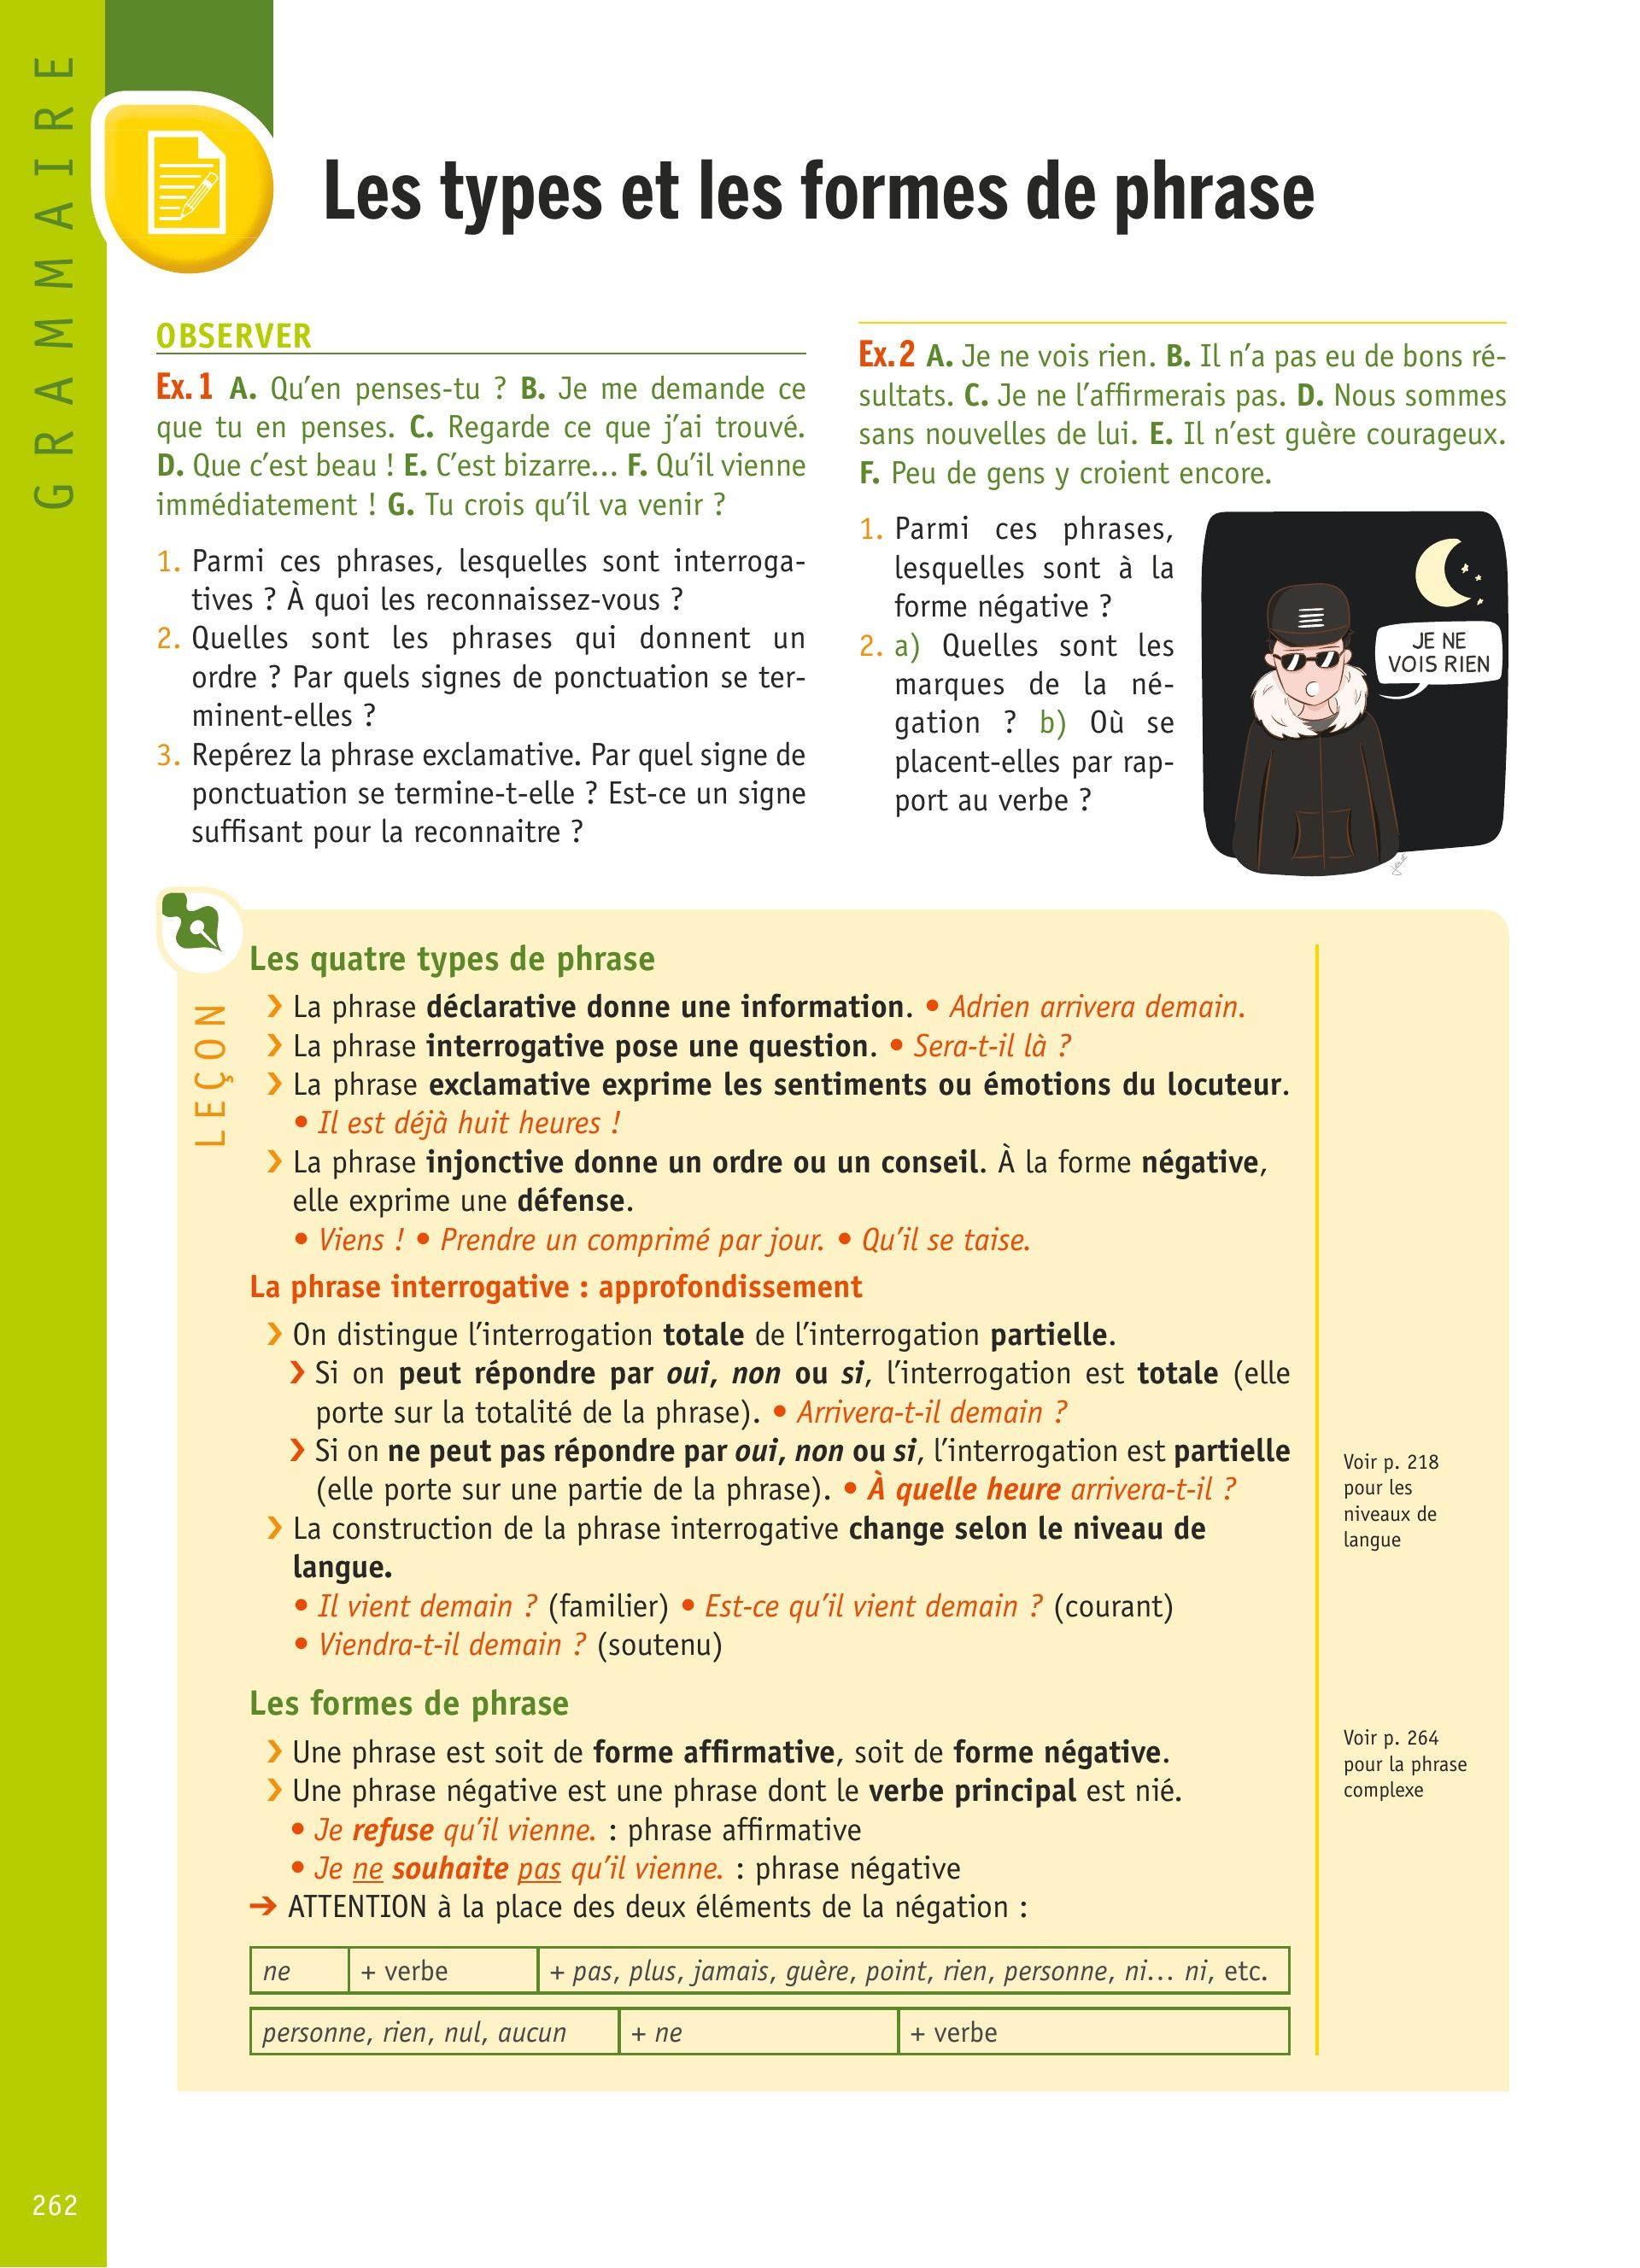 GRAMMAIRE
Les types et les formes de phrase
OBSERVER
Ex. 1 A. Qu'en penses-tu ? B. Je me demande ce
que tu en penses. C. Regarde ce que j'ai trouvé.
D. Que c'est beau ! E. C'est bizarre... F. Qu'il vienne
immédiatement ! G. Tu crois qu'il va venir ?
1. Parmi ces phrases, lesquelles sont interroga-
tives ? À quoi les reconnaissez-vous ?
2. Quelles sont les phrases qui donnent un
ordre ? Par quels signes de ponctuation se ter-
minent-elles ?
3. Repérez la phrase exclamative. Par quel signe de
ponctuation se termine-t-elle ? Est-ce un signe
suffisant pour la reconnaitre ?
Ex. 2 A. Je ne vois rien. B. Il n'a pas eu de bons ré-
sultats. C. Je ne l'affirmerais pas. D. Nous sommes
sans nouvelles de lui. E. Il n'est guère courageux.
F. Peu de gens y croient encore.
1. Parmi ces phrases,
lesquelles sont à la
forme négative ?
2. a) Quelles sont les
marques de la né-
gation ? b) Où se
placent-elles par rap-
port au verbe ?
JE NE
VOIS RIEN
LEÇON
Les quatre types de phrase
› La phrase déclarative donne une information. • Adrien arrivera demain.
› La phrase interrogative pose une question. • Sera-t-il là ?
› La phrase exclamative exprime les sentiments ou émotions du locuteur.
• Il est déjà huit heures !
› La phrase injonctive donne un ordre ou un conseil. À la forme négative,
elle exprime une défense.
• Viens ! • Prendre un comprimé par jour. • Qu'il se taise.
La phrase interrogative : approfondissement
› On distingue l'interrogation totale de l'interrogation partielle.
› Si on peut répondre par oui, non ou si, l'interrogation est totale (elle
porte sur la totalité de la phrase). • Arrivera-t-il demain ?
› Si on ne peut pas répondre par oui, non ou si, l'interrogation est partielle
(elle porte sur une partie de la phrase). • À quelle heure arrivera-t-il ?
› La construction de la phrase interrogative change selon le niveau de
langue.
• Il vient demain ? (familier) • Est-ce qu'il vient demain ? (courant)
• Viendra-t-il demain ? (soutenu)
Voir p. 218
pour les
niveaux de
langue
Les formes de phrase
› Une phrase est soit de forme affirmative, soit de forme négative.
› Une phrase négative est une phrase dont le verbe principal est nié.
• Je refuse qu'il vienne. : phrase affirmative
• Je ne souhaite pas qu'il vienne. : phrase négative
➔ ATTENTION à la place des deux éléments de la négation :
Voir p. 264
pour la phrase
complexe
ne + verbe + pas, plus, jamais, guère, point, rien, personne, ni... ni, etc.
personne, rien, nul, aucun + ne + verbe
262